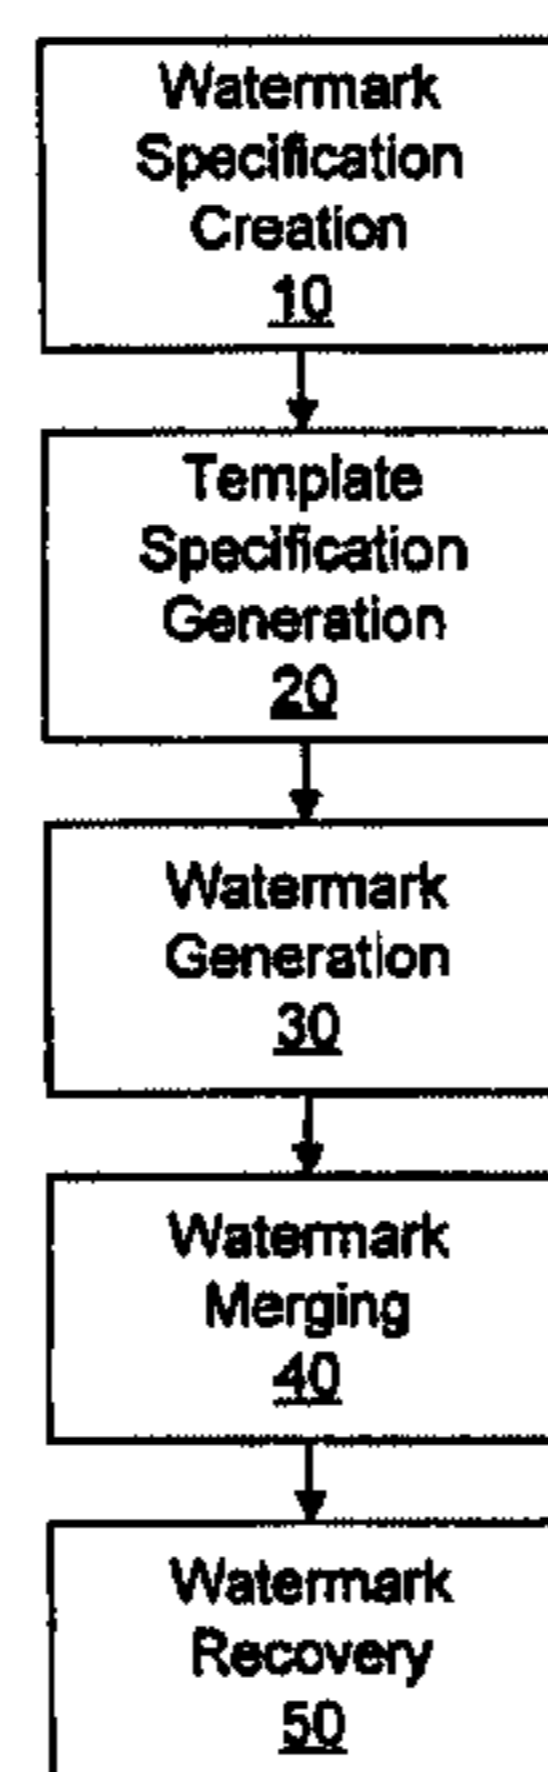 Watermark
Specification
Creation
10
Template
Specification
Generation
20
Watermark
Generation
30
Watermark
Merging
40
Watermark
Recovery
50